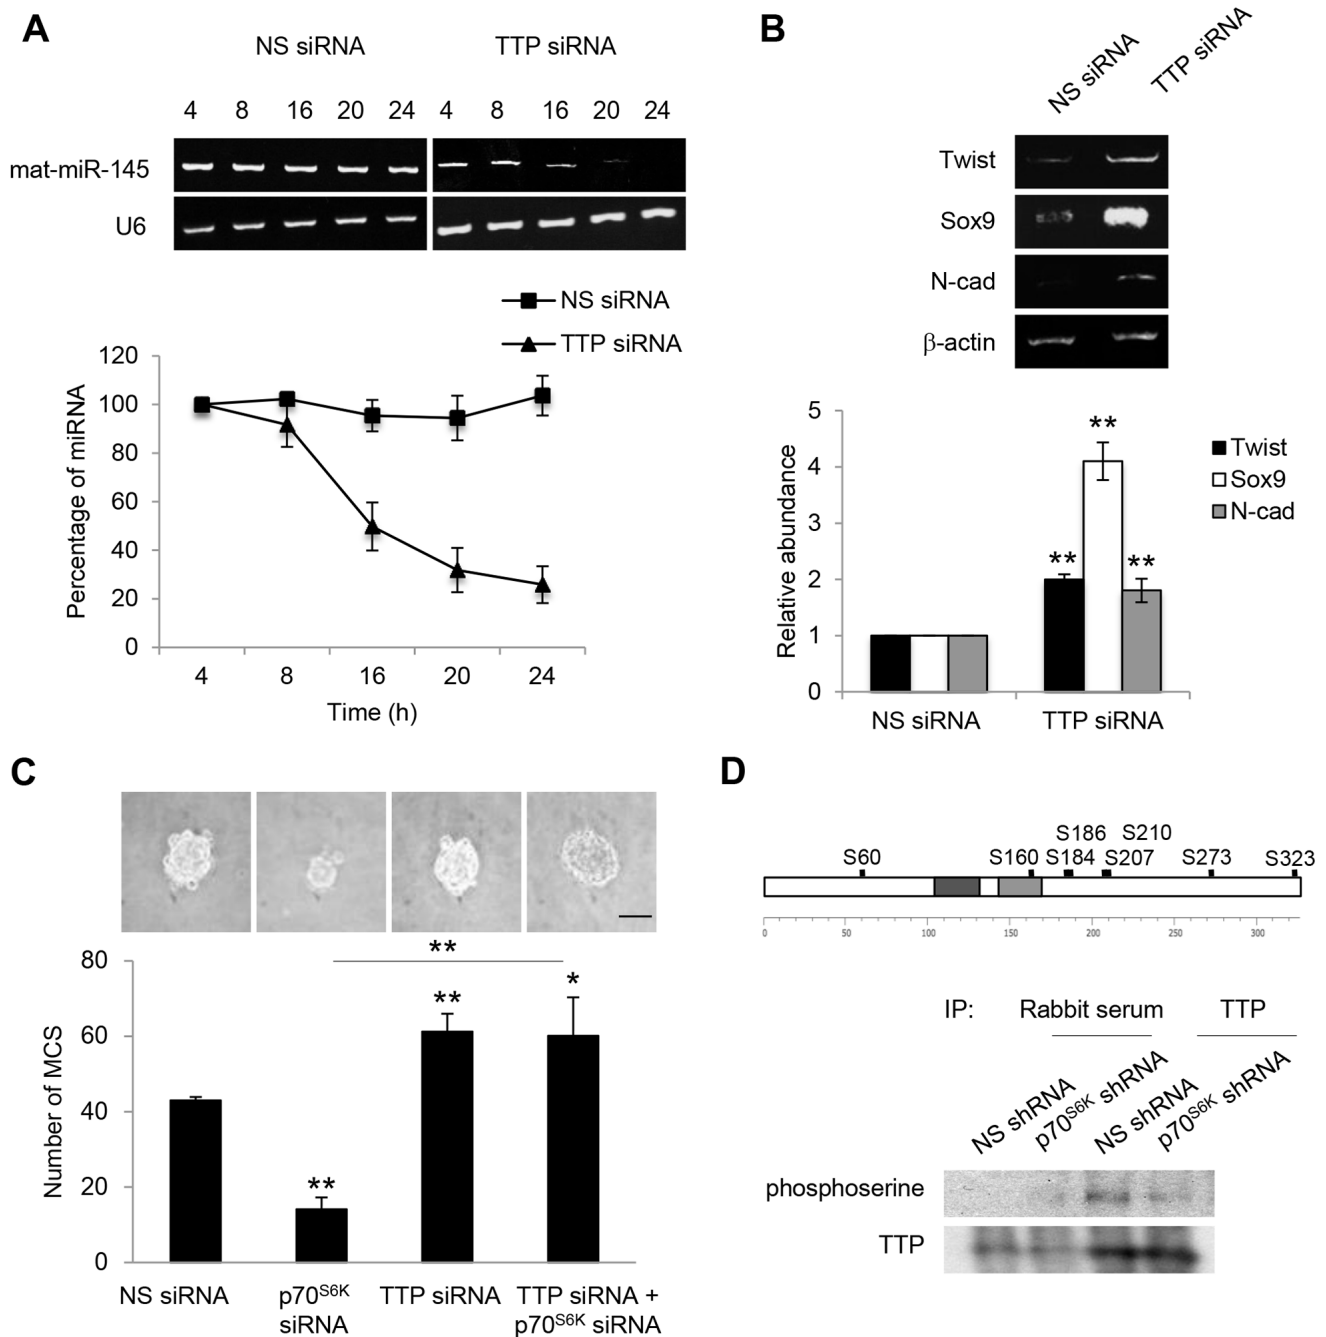 A
NS siRNA TTP siRNA
4 8 16 20 24 4 8 16 20 24
mat-miR-145
U6
NS siRNA
TTP siRNA
120
100
80
60
40
20
0
Percentage of miRNA
4 8 16 20 24
Time (h)
B
NS siRNA TTP siRNA
Twist
Sox9
N-cad
β-actin
5
4
3
2
1
0
Relative abundance
**
**
**
Twist
Sox9
N-cad
NS siRNA TTP siRNA
C
80
60
40
20
0
Number of MCS
**
**
**
*
NS siRNA p70S6K siRNA TTP siRNA TTP siRNA + p70S6K siRNA
D
S186 S210
S60 S160 S184 S207 S273 S323
0 50 100 150 200 250 300
IP: Rabbit serum TTP
NS shRNA p70S6K shRNA NS shRNA p70S6K shRNA
phosphoserine
TTP